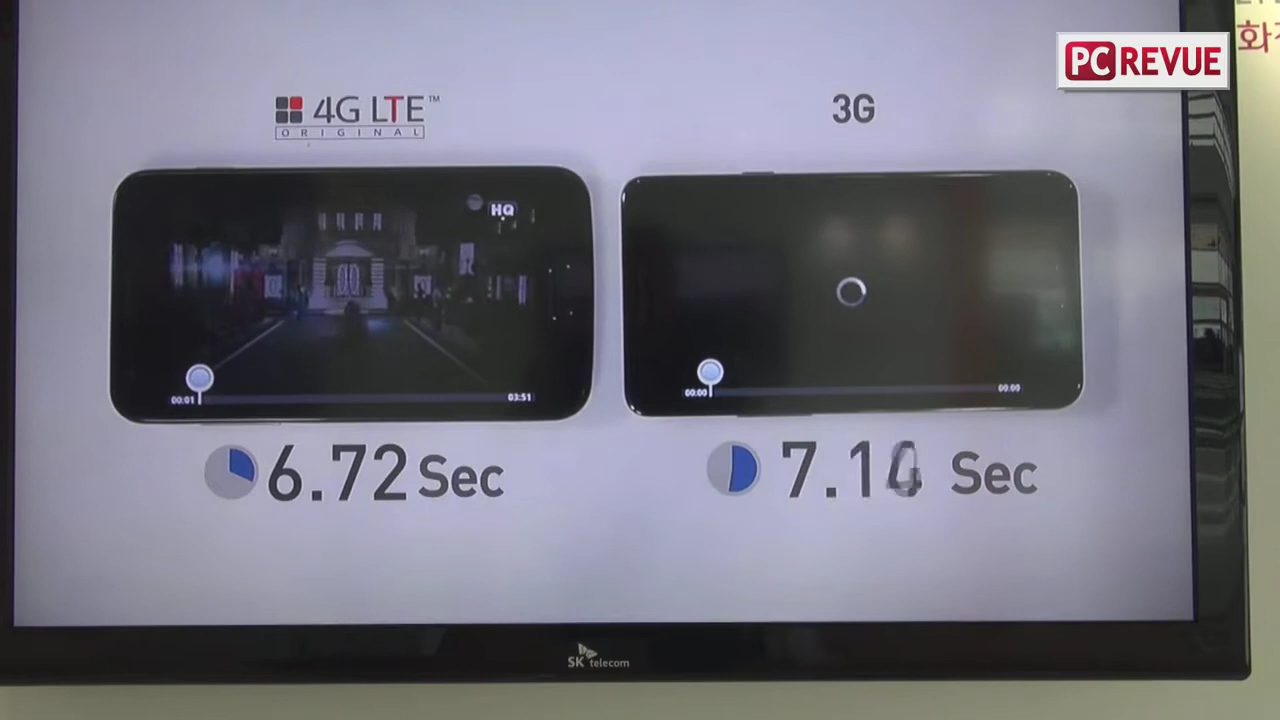 PC REVUE
4G LTE™
ORIGINAL
3G
HQ
00:01
03:51
00:00
00:00
6.72 Sec
7.1 Sec
SK telecom